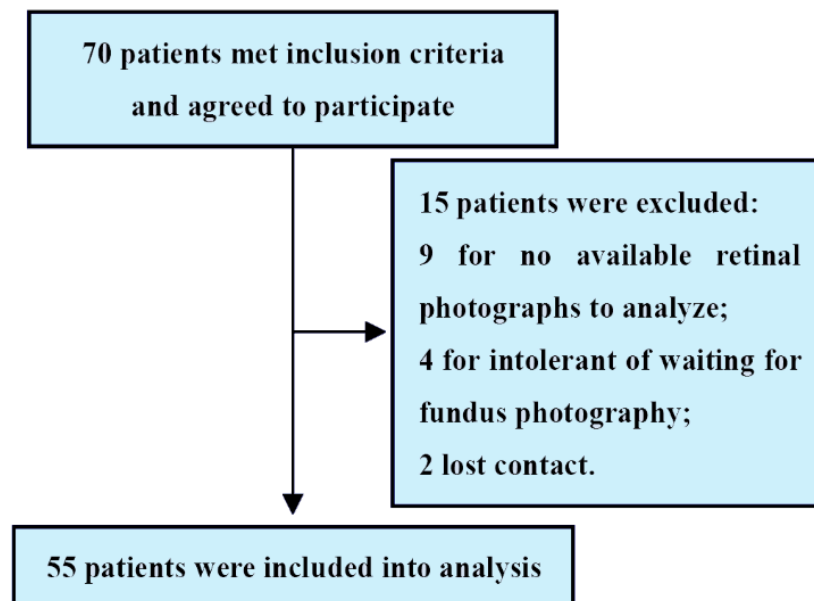 70 patients met inclusion criteria
and agreed to participate
15 patients were excluded:
9 for no available retinal
photographs to analyze;
4 for intolerant of waiting for
fundus photography;
2 lost contact.
55 patients were included into analysis